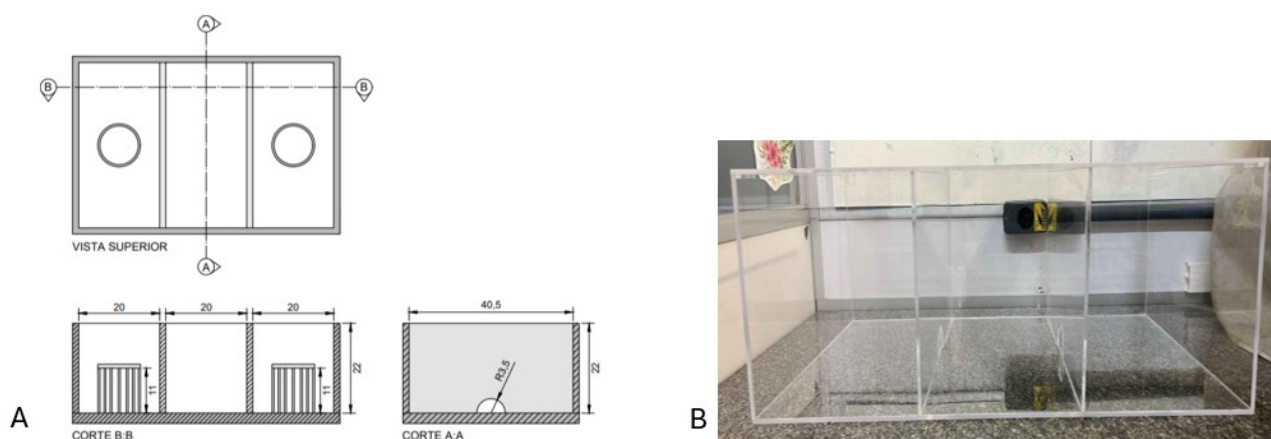 A
B
B
VISTA SUPERIOR
A
20
20
20
11
11
22
CORTE B:B
40,5
R3,5
22
CORTE A:A
A
B